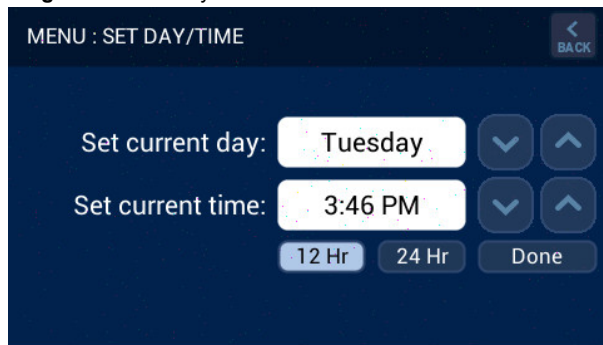 MENU : SET DAY/TIME
BACK
Set current day: Tuesday
Set current time: 3:46 PM
12 Hr 24 Hr Done